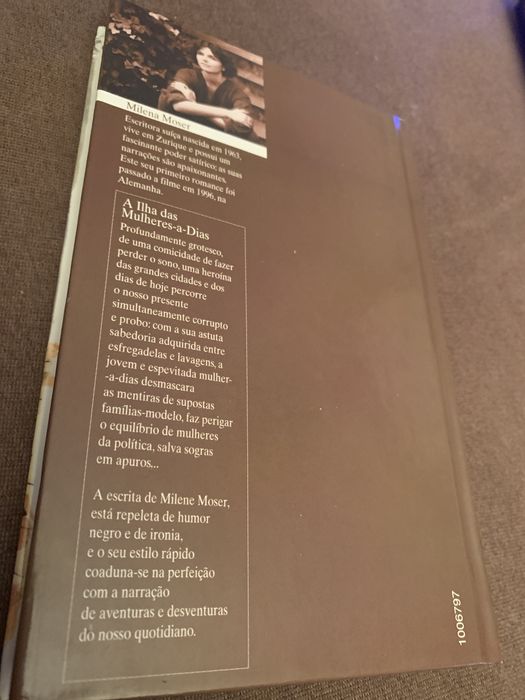 Milena Moser
Escritora suíça nascida em 1963,
vive em Zurique e possui um
fascinante poder satírico; as suas
narrações são apaixonantes.
Este seu primeiro romance foi
passado a filme em 1996, na
Alemanha.
A Ilha das
Mulheres-a-Dias
Profundamente grotesco,
de uma comicidade de fazer
perder o sono, uma heroína
das grandes cidades e dos
dias de hoje percorre
o nosso presente
simultaneamente corrupto
e probo: com a sua astuta
sabedoria adquirida entre
esfregadelas e lavagens, a
jovem e espevitada mulher-
-a-dias desmascara
as mentiras de supostas
famílias-modelo, faz perigar
o equilíbrio de mulheres
da política, salva sogras
em apuros...
A escrita de Milene Moser,
está repeleta de humor
negro e de ironia,
e o seu estilo rápido
coaduna-se na perfeição
com a narração
de aventuras e desventuras
do nosso quotidiano.
1006797